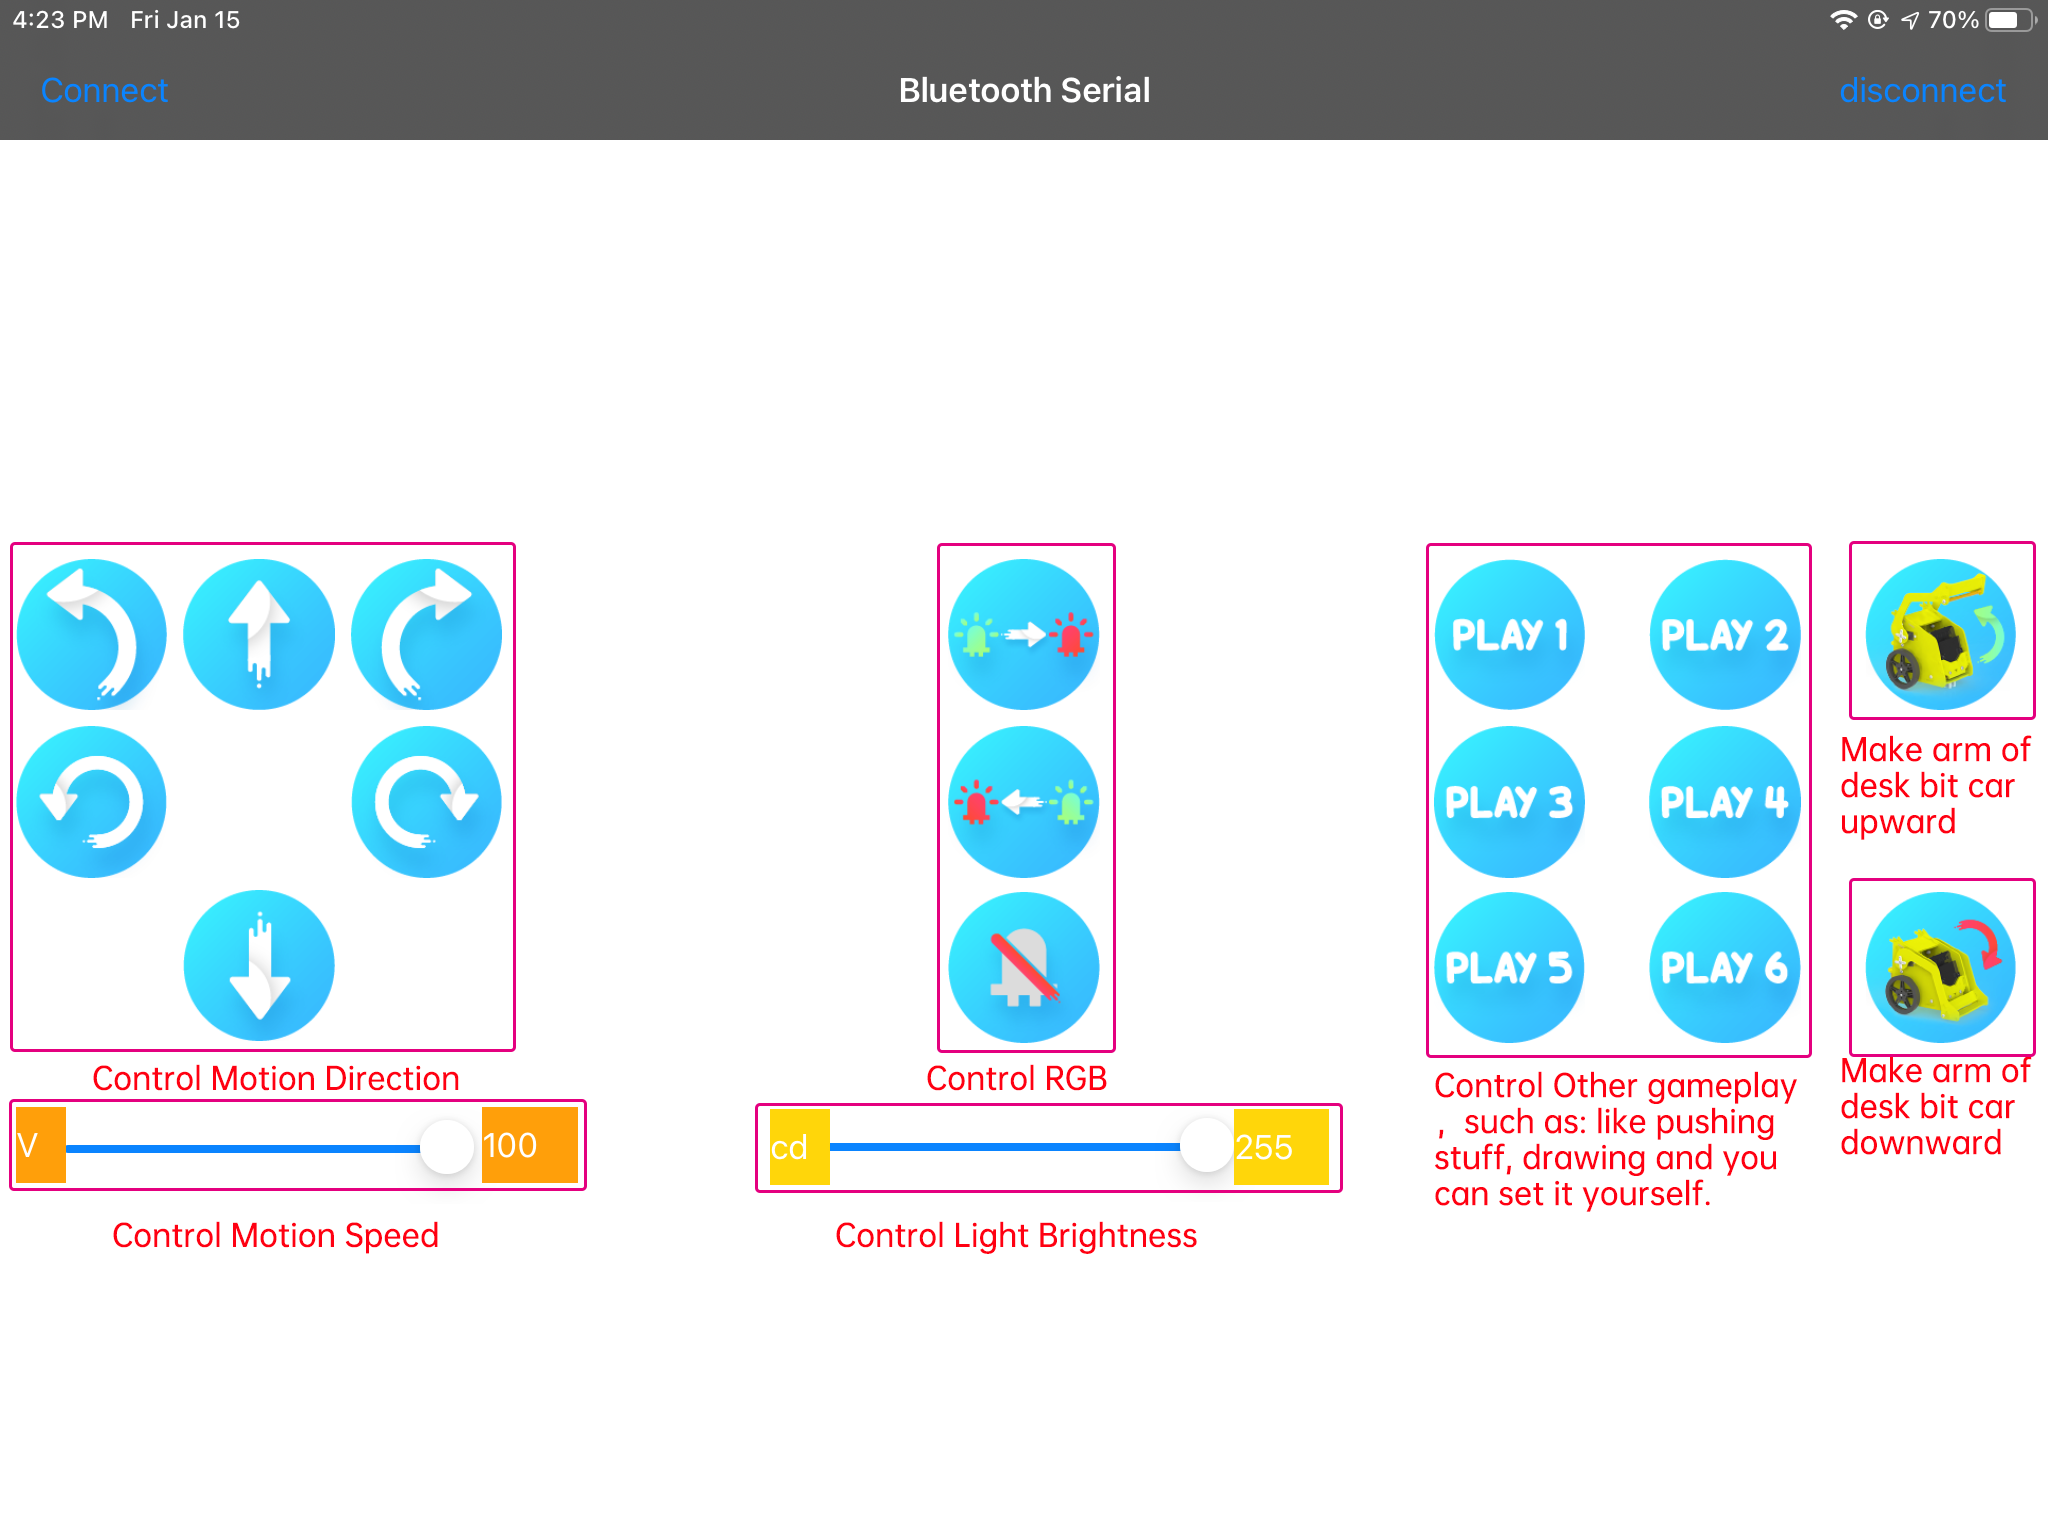 4:23 PM Fri Jan 15
70%
Connect
Bluetooth Serial
disconnect
PLAY 1
PLAY 2
PLAY 3
PLAY 4
PLAY 5
PLAY 6
Make arm of
desk bit car
upward
Make arm of
desk bit car
downward
Control Motion Direction
V
100
Control Motion Speed
Control RGB
cd
255
Control Light Brightness
Control Other gameplay
, such as: like pushing
stuff, drawing and you
can set it yourself.